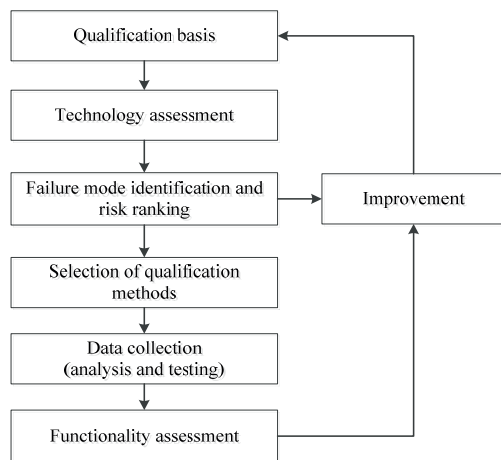 Qualification basis
Technology assessment
Failure mode identification and
risk ranking
Improvement
Selection of qualification
methods
Data collection
(analysis and testing)
Functionality assessment